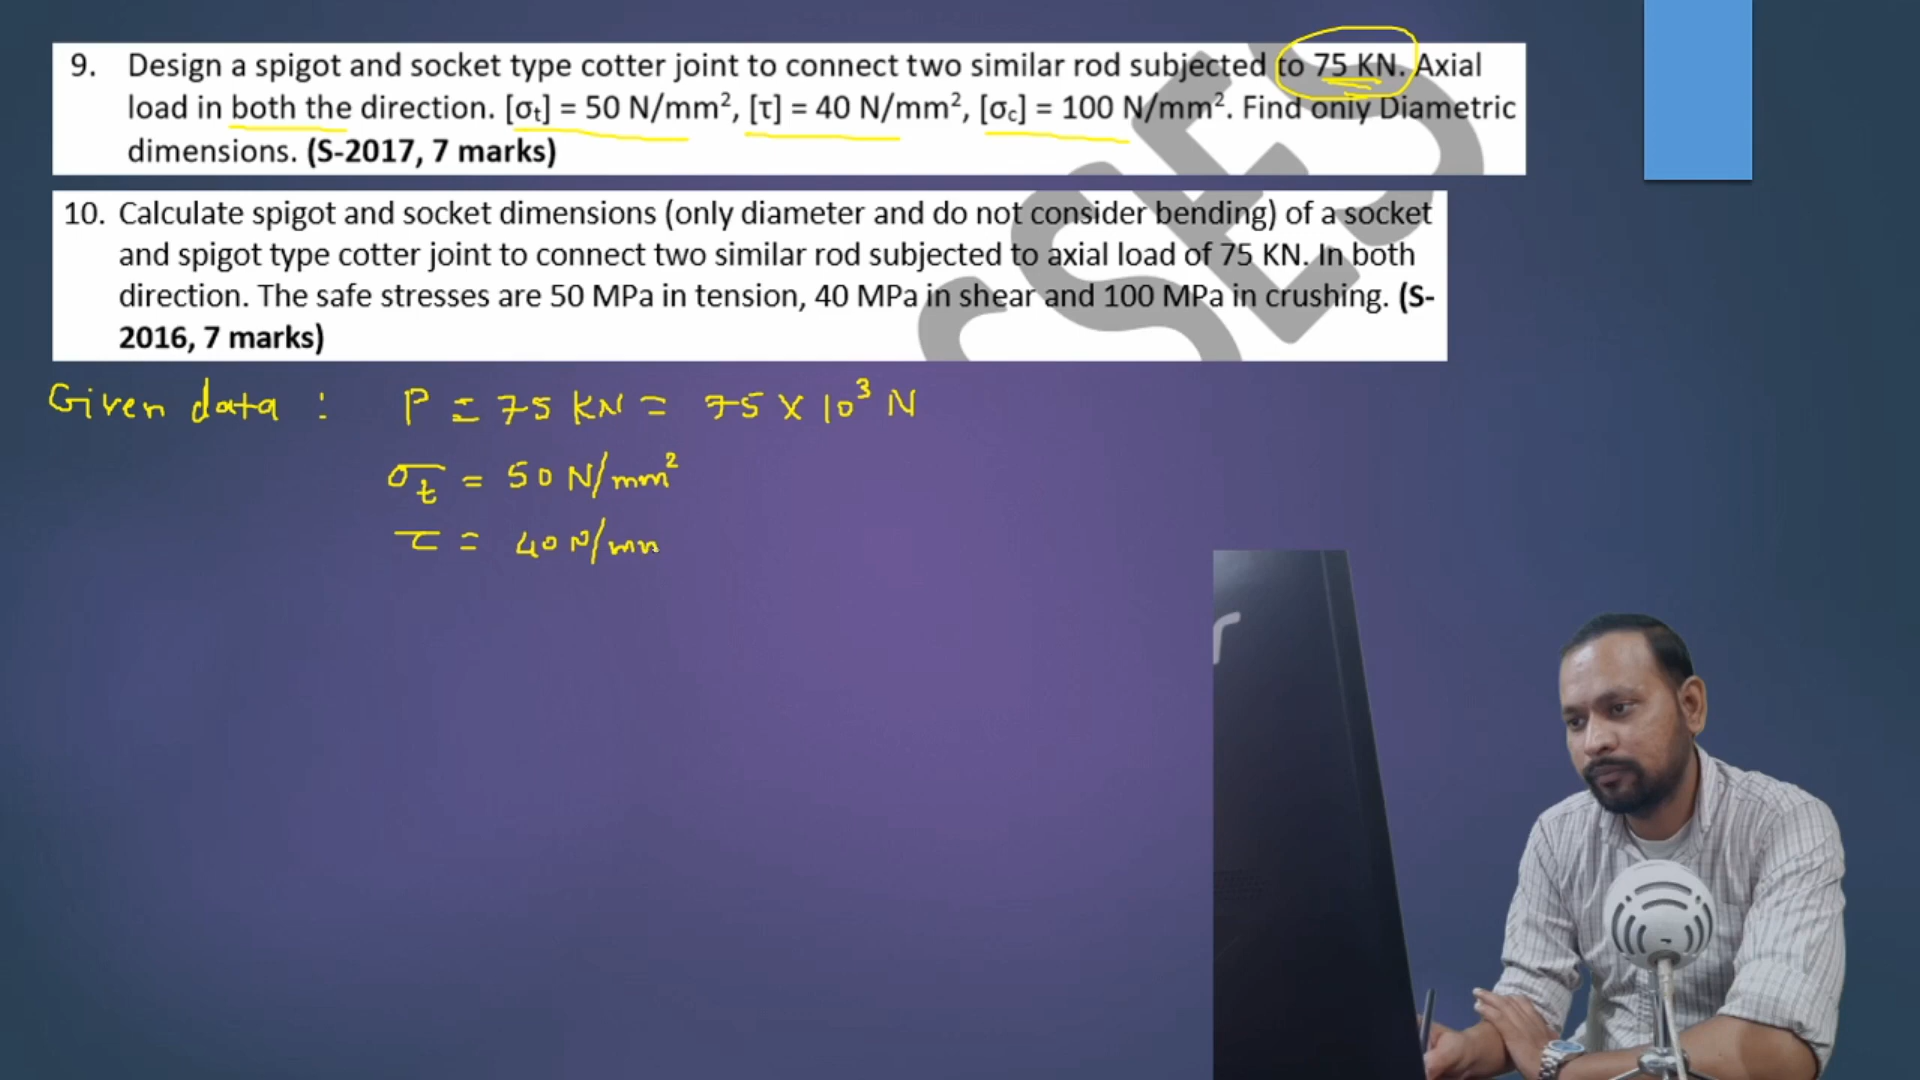 9. Design a spigot and socket type cotter joint to connect two similar rod subjected to 75 KN. Axial
load in both the direction. [σₜ] = 50 N/mm², [τ] = 40 N/mm², [σ꜀] = 100 N/mm². Find only Diametric
dimensions. (S-2017, 7 marks)
10. Calculate spigot and socket dimensions (only diameter and do not consider bending) of a socket
and spigot type cotter joint to connect two similar rod subjected to axial load of 75 KN. In both
direction. The safe stresses are 50 MPa in tension, 40 MPa in shear and 100 MPa in crushing. (S-
2016, 7 marks)
Given data : P = 75 KN = 75 × 10³ N
σₜ = 50 N/mm²
τ = 40 N/mm